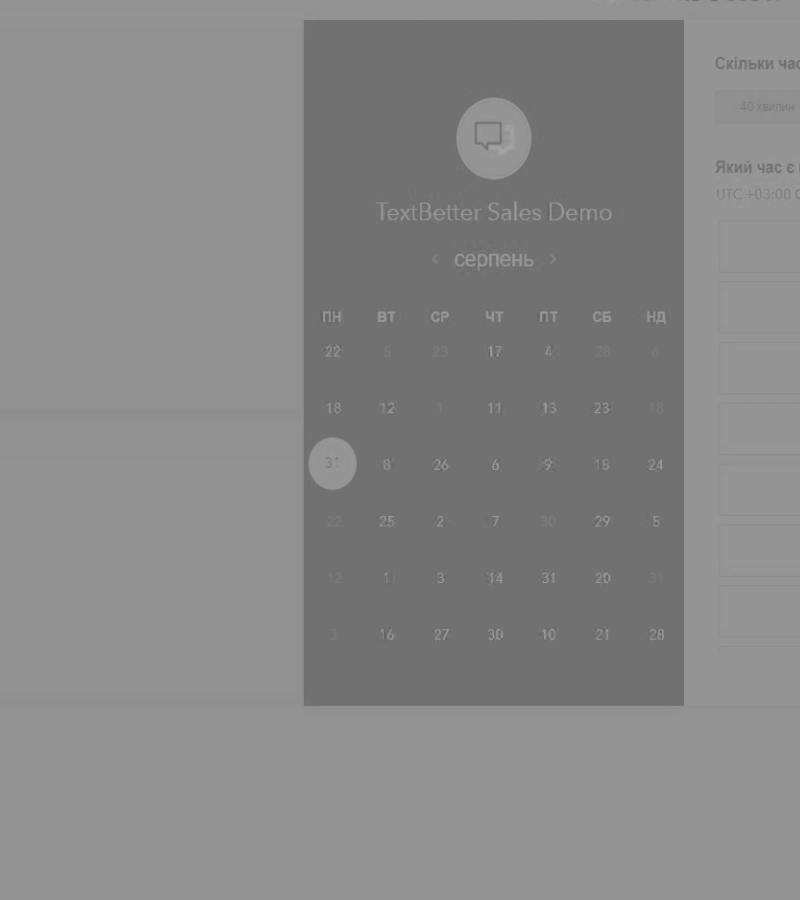 TextBetter Sales Demo
‹ серпень ›
ПН ВТ СР ЧТ ПТ СБ НД
22 5 23 17 4 28 6
18 12 1 11 13 23 18
31 8 26 6 9 15 24
22 25 2 7 30 29 5
12 1 3 14 31 20 31
3 16 27 30 10 21 28
Скільки час
40 хвилин
Який час є
UTC +03:00